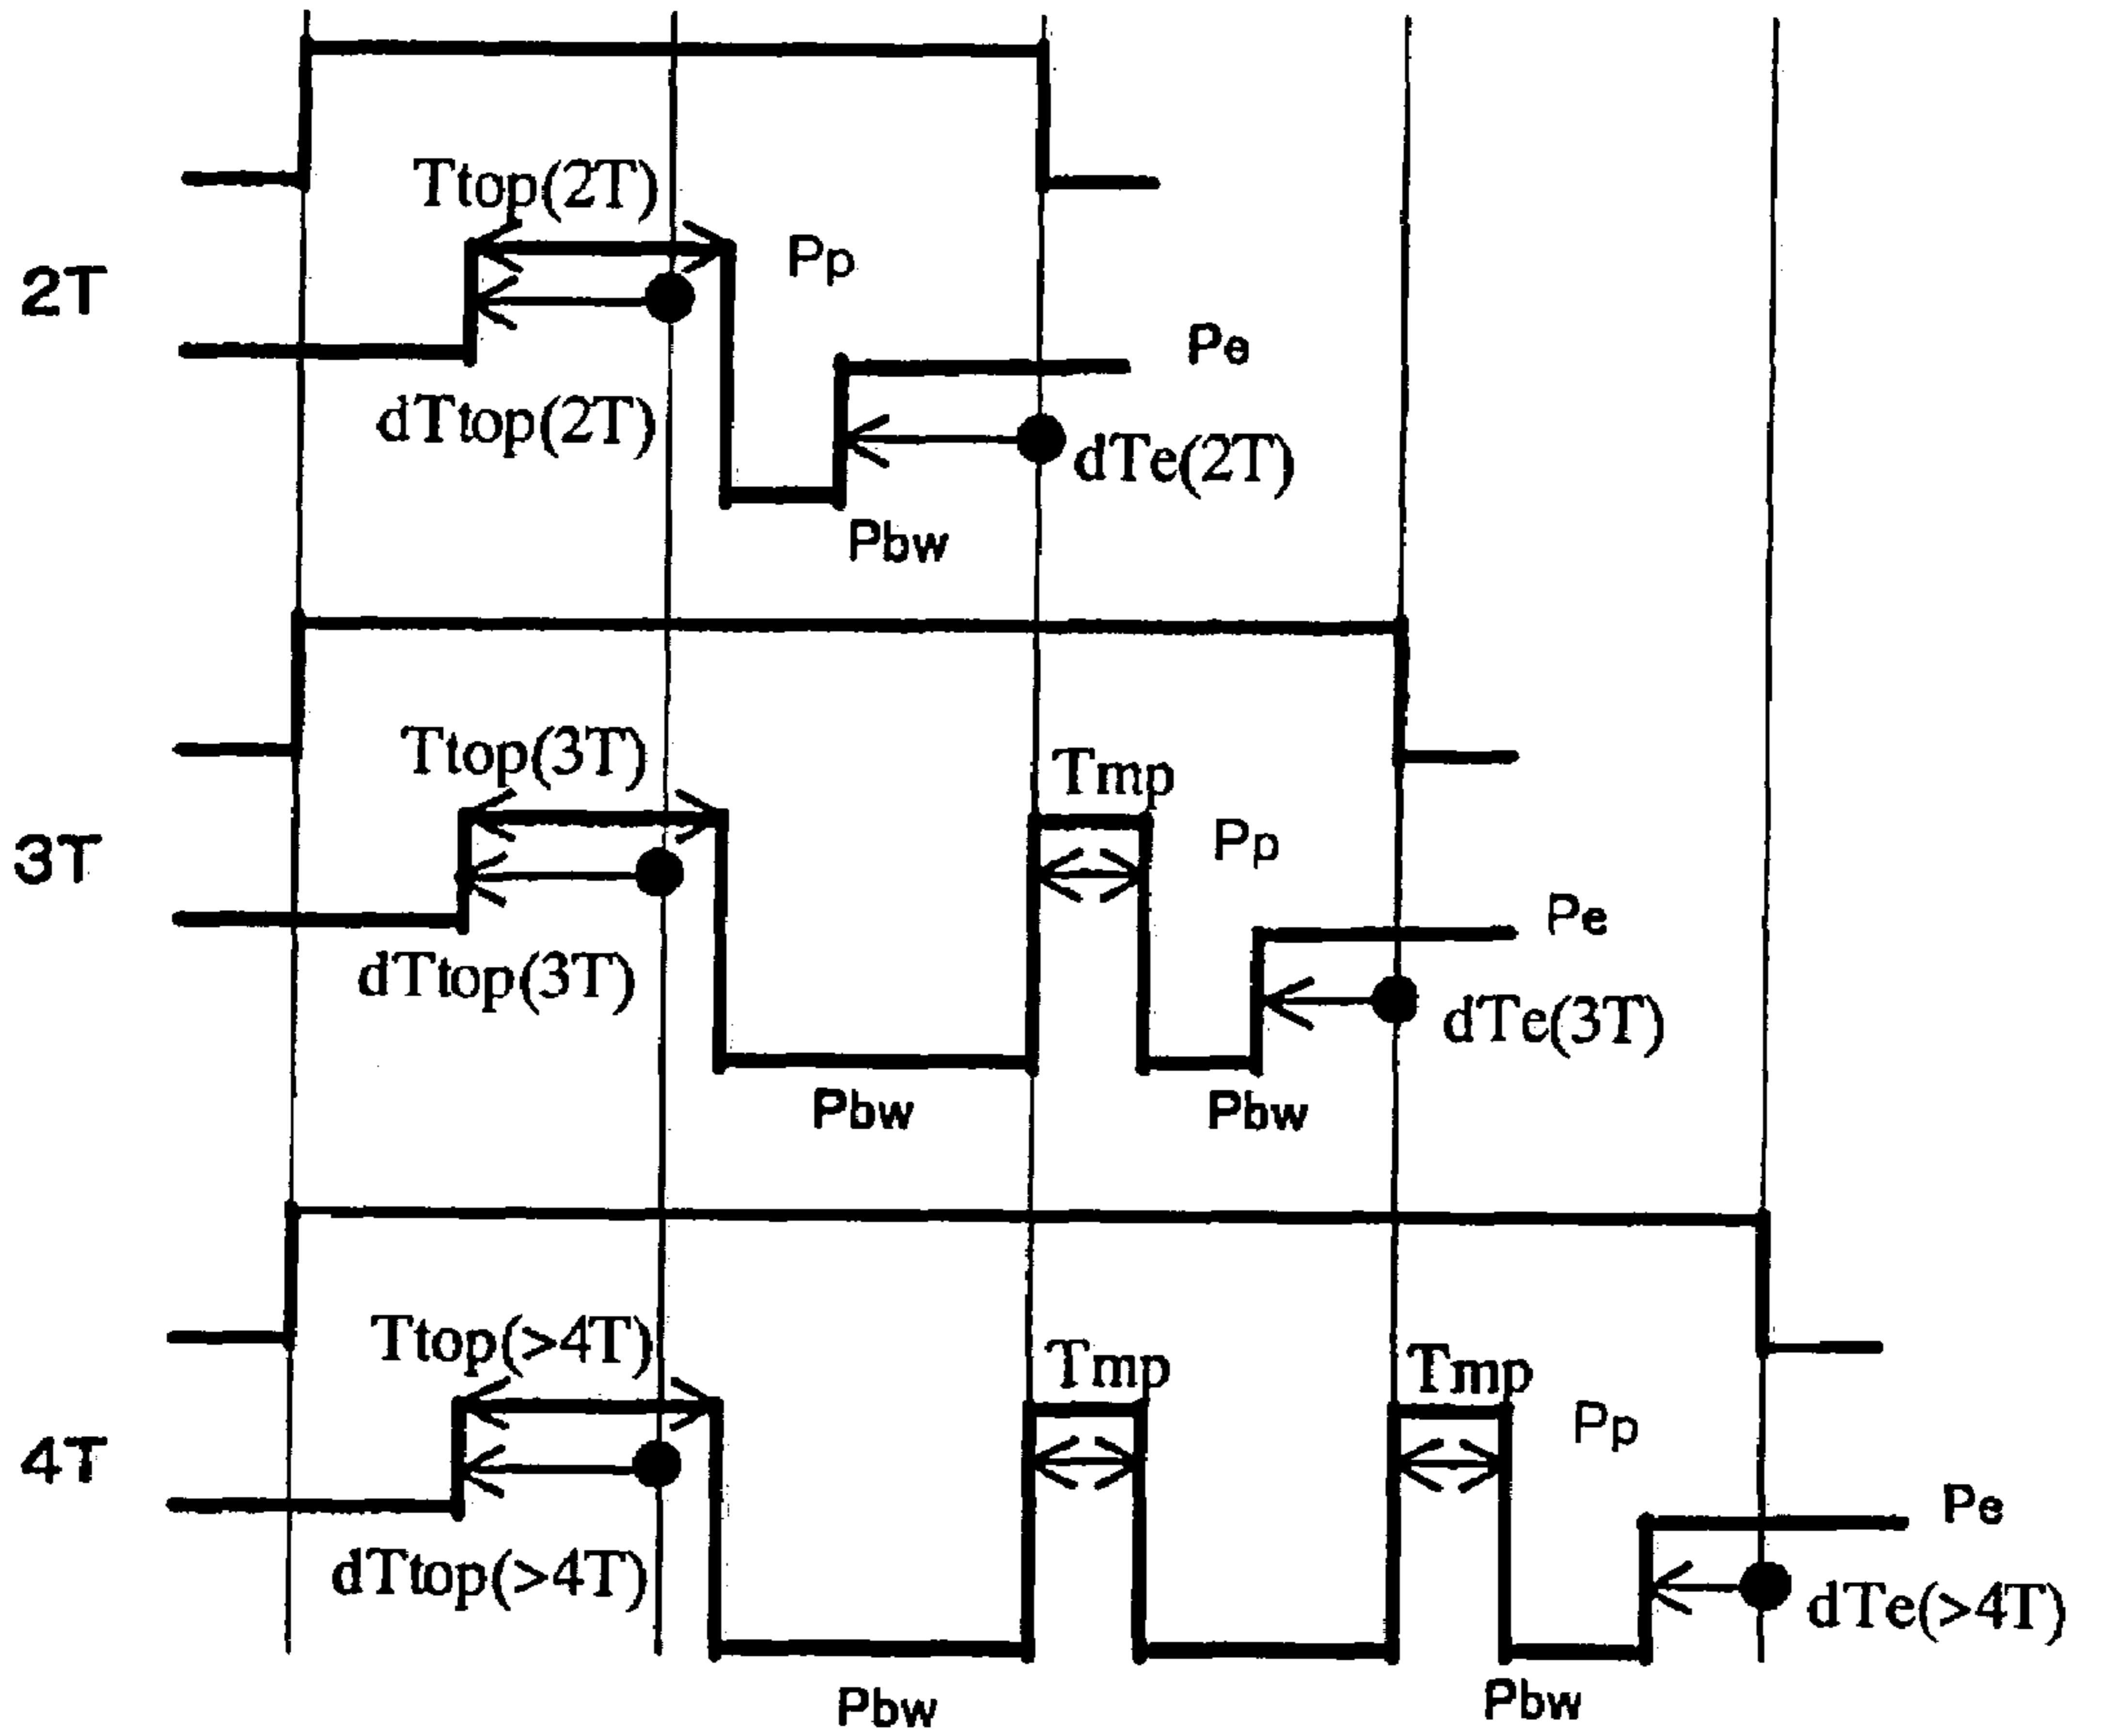 Ttop(2T)
Pp
2T
Pe
dTtop(2T)
dTe(2T)
Pbw
Ttop(3T)
Tmp
Pp
3T
Pe
dTtop(3T)
dTe(3T)
Pbw
Pbw
Ttop(>4T)
Tmp
Tmp
Pp
4T
Pe
dTtop(>4T)
dTe(>4T)
Pbw
Pbw